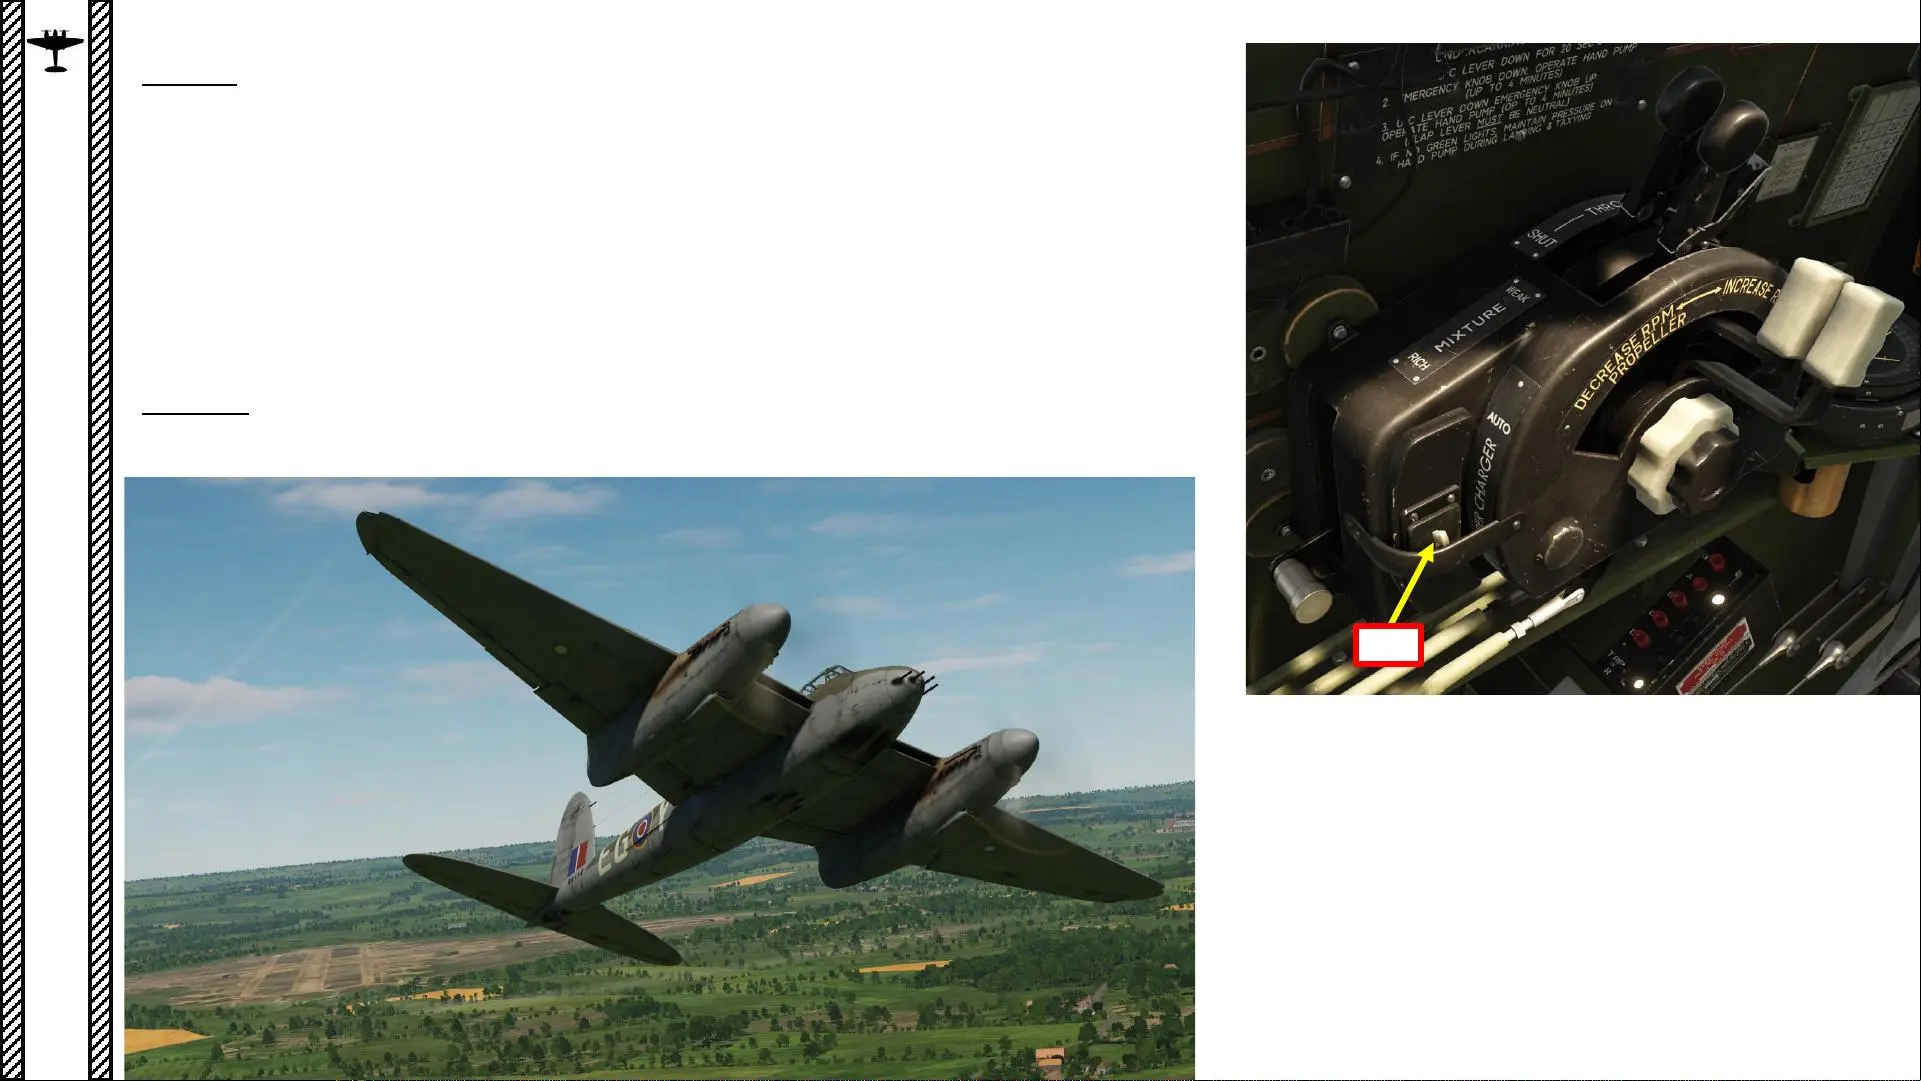 UNDERCARRIAG
C LEVER DOWN FOR 20 SEC
2. EMERGENCY KNOB DOWN, OPERATE HAND PUMP
(UP TO 4 MINUTES)
3. U C LEVER DOWN EMERGENCY KNOB UP
OPERATE HAND PUMP (UP TO 4 MINUTES)
FLAP LEVER MUST BE NEUTRAL)
4. IF NO GREEN LIGHTS MAINTAIN PRESSURE ON
HAND PUMP DURING LANDING & TAXYING
THRO
SHUT
WEAK
MIXTURE
RICH
INCREASE R
DECREASE RPM
PROPELLER
AUTO
R CHARGER
EG